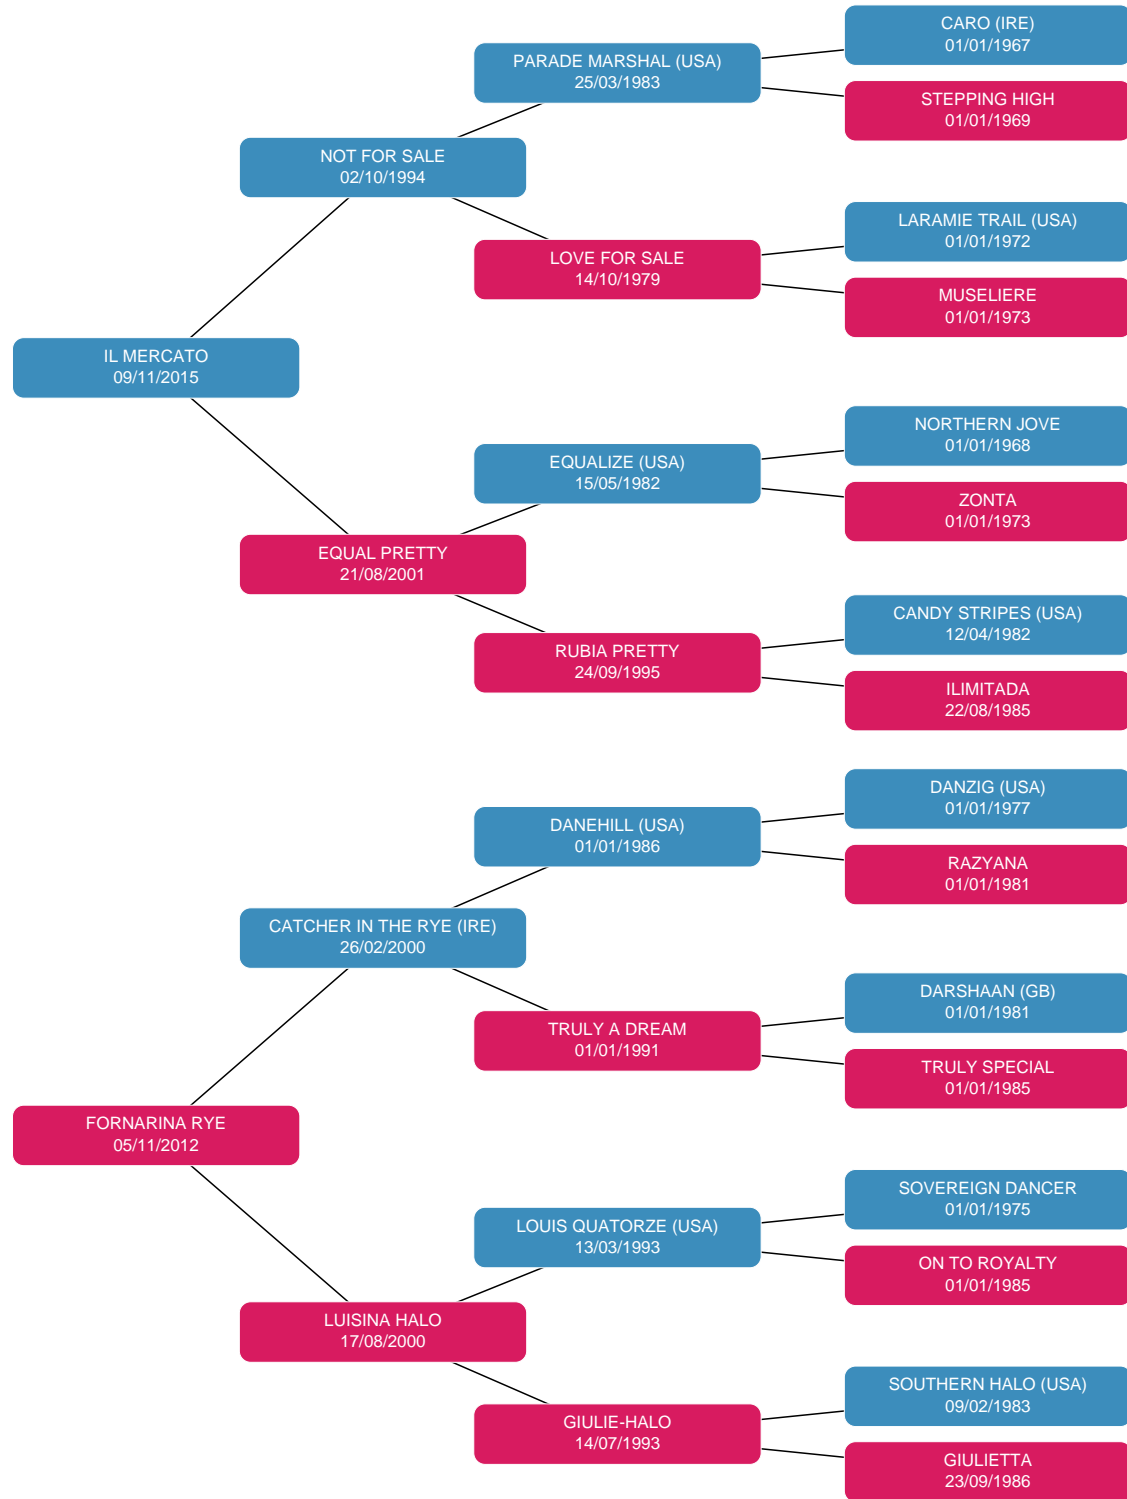 CARO (IRE)
01/01/1967
PARADE MARSHAL (USA)
25/03/1983
STEPPING HIGH
01/01/1969
NOT FOR SALE
02/10/1994
LARAMIE TRAIL (USA)
01/01/1972
LOVE FOR SALE
14/10/1979
MUSELIERE
01/01/1973
IL MERCATO
09/11/2015
NORTHERN JOVE
01/01/1968
EQUALIZE (USA)
15/05/1982
ZONTA
01/01/1973
EQUAL PRETTY
21/08/2001
CANDY STRIPES (USA)
12/04/1982
RUBIA PRETTY
24/09/1995
ILIMITADA
22/08/1985
DANZIG (USA)
01/01/1977
DANEHILL (USA)
01/01/1986
RAZYANA
01/01/1981
CATCHER IN THE RYE (IRE)
26/02/2000
DARSHAAN (GB)
01/01/1981
TRULY A DREAM
01/01/1991
TRULY SPECIAL
01/01/1985
FORNARINA RYE
05/11/2012
SOVEREIGN DANCER
01/01/1975
LOUIS QUATORZE (USA)
13/03/1993
ON TO ROYALTY
01/01/1985
LUISINA HALO
17/08/2000
SOUTHERN HALO (USA)
09/02/1983
GIULIE-HALO
14/07/1993
GIULIETTA
23/09/1986